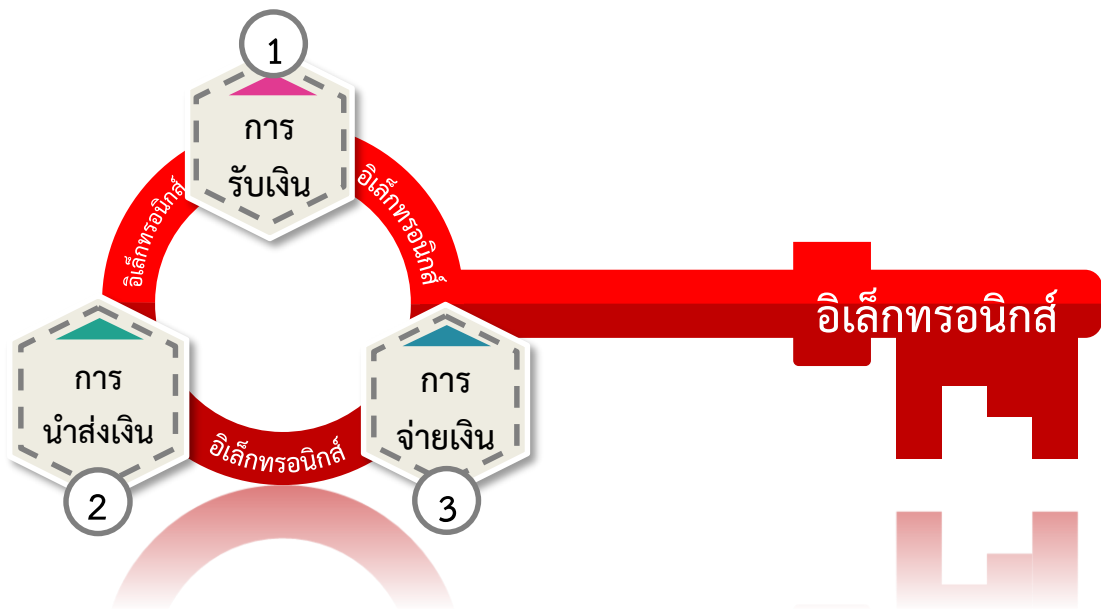 1
การ
รับเงิน
อิเล็กทรอนิกส์
อิเล็กทรอนิกส์
อิเล็กทรอนิกส์
การ
นำส่งเงิน
2
อิเล็กทรอนิกส์
การ
จ่ายเงิน
3